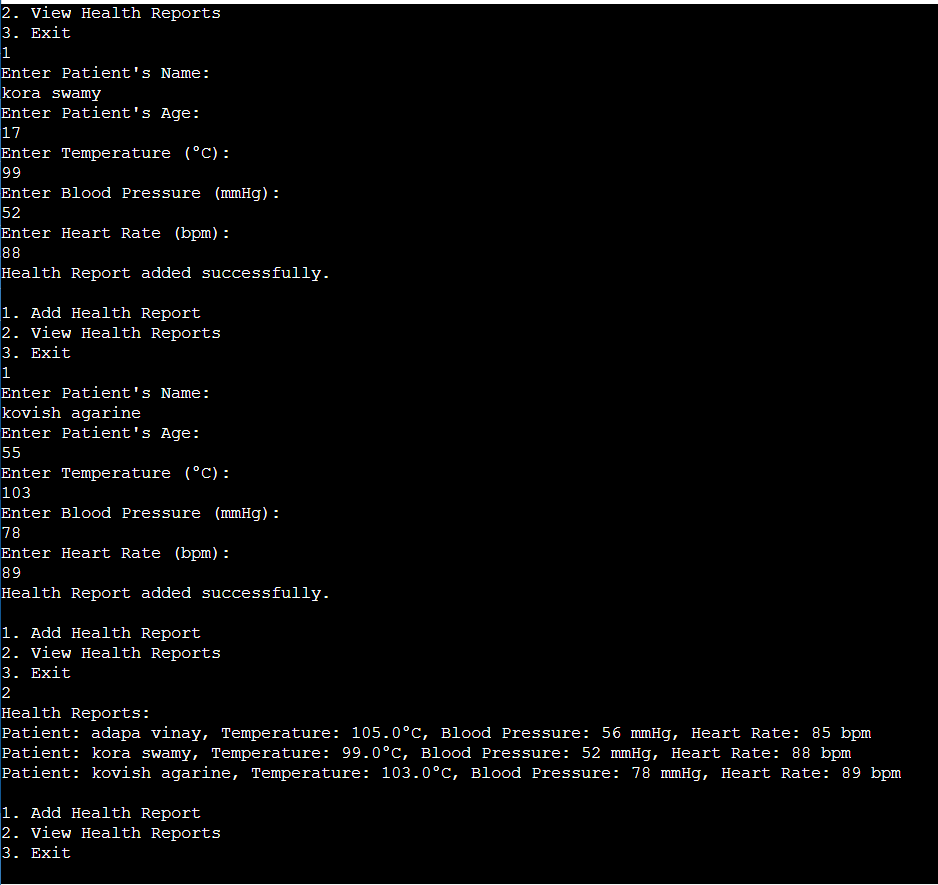 2. View Health Reports
3. Exit
1
Enter Patient's Name:
kora swamy
Enter Patient's Age:
17
Enter Temperature (°C):
99
Enter Blood Pressure (mmHg):
52
Enter Heart Rate (bpm):
88
Health Report added successfully.

1. Add Health Report
2. View Health Reports
3. Exit
1
Enter Patient's Name:
kovish agarine
Enter Patient's Age:
55
Enter Temperature (°C):
103
Enter Blood Pressure (mmHg):
78
Enter Heart Rate (bpm):
89
Health Report added successfully.

1. Add Health Report
2. View Health Reports
3. Exit
2
Health Reports:
Patient: adapa vinay, Temperature: 105.0°C, Blood Pressure: 56 mmHg, Heart Rate: 85 bpm
Patient: kora swamy, Temperature: 99.0°C, Blood Pressure: 52 mmHg, Heart Rate: 88 bpm
Patient: kovish agarine, Temperature: 103.0°C, Blood Pressure: 78 mmHg, Heart Rate: 89 bpm

1. Add Health Report
2. View Health Reports
3. Exit